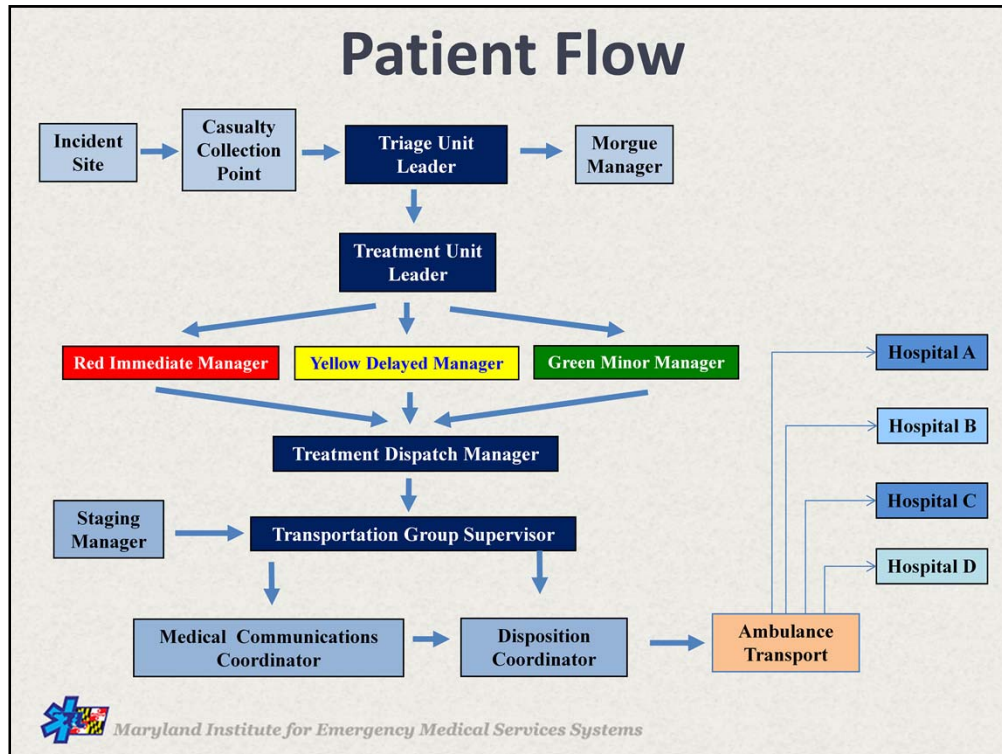 Patient Flow
Incident
Site
Casualty
Collection
Point
Triage Unit
Leader
Morgue
Manager
Treatment Unit
Leader
Red Immediate Manager
Yellow Delayed Manager
Green Minor Manager
Hospital A
Hospital B
Treatment Dispatch Manager
Hospital C
Staging
Manager
Transportation Group Supervisor
Hospital D
Medical Communications
Coordinator
Disposition
Coordinator
Ambulance
Transport
Maryland Institute for Emergency Medical Services Systems